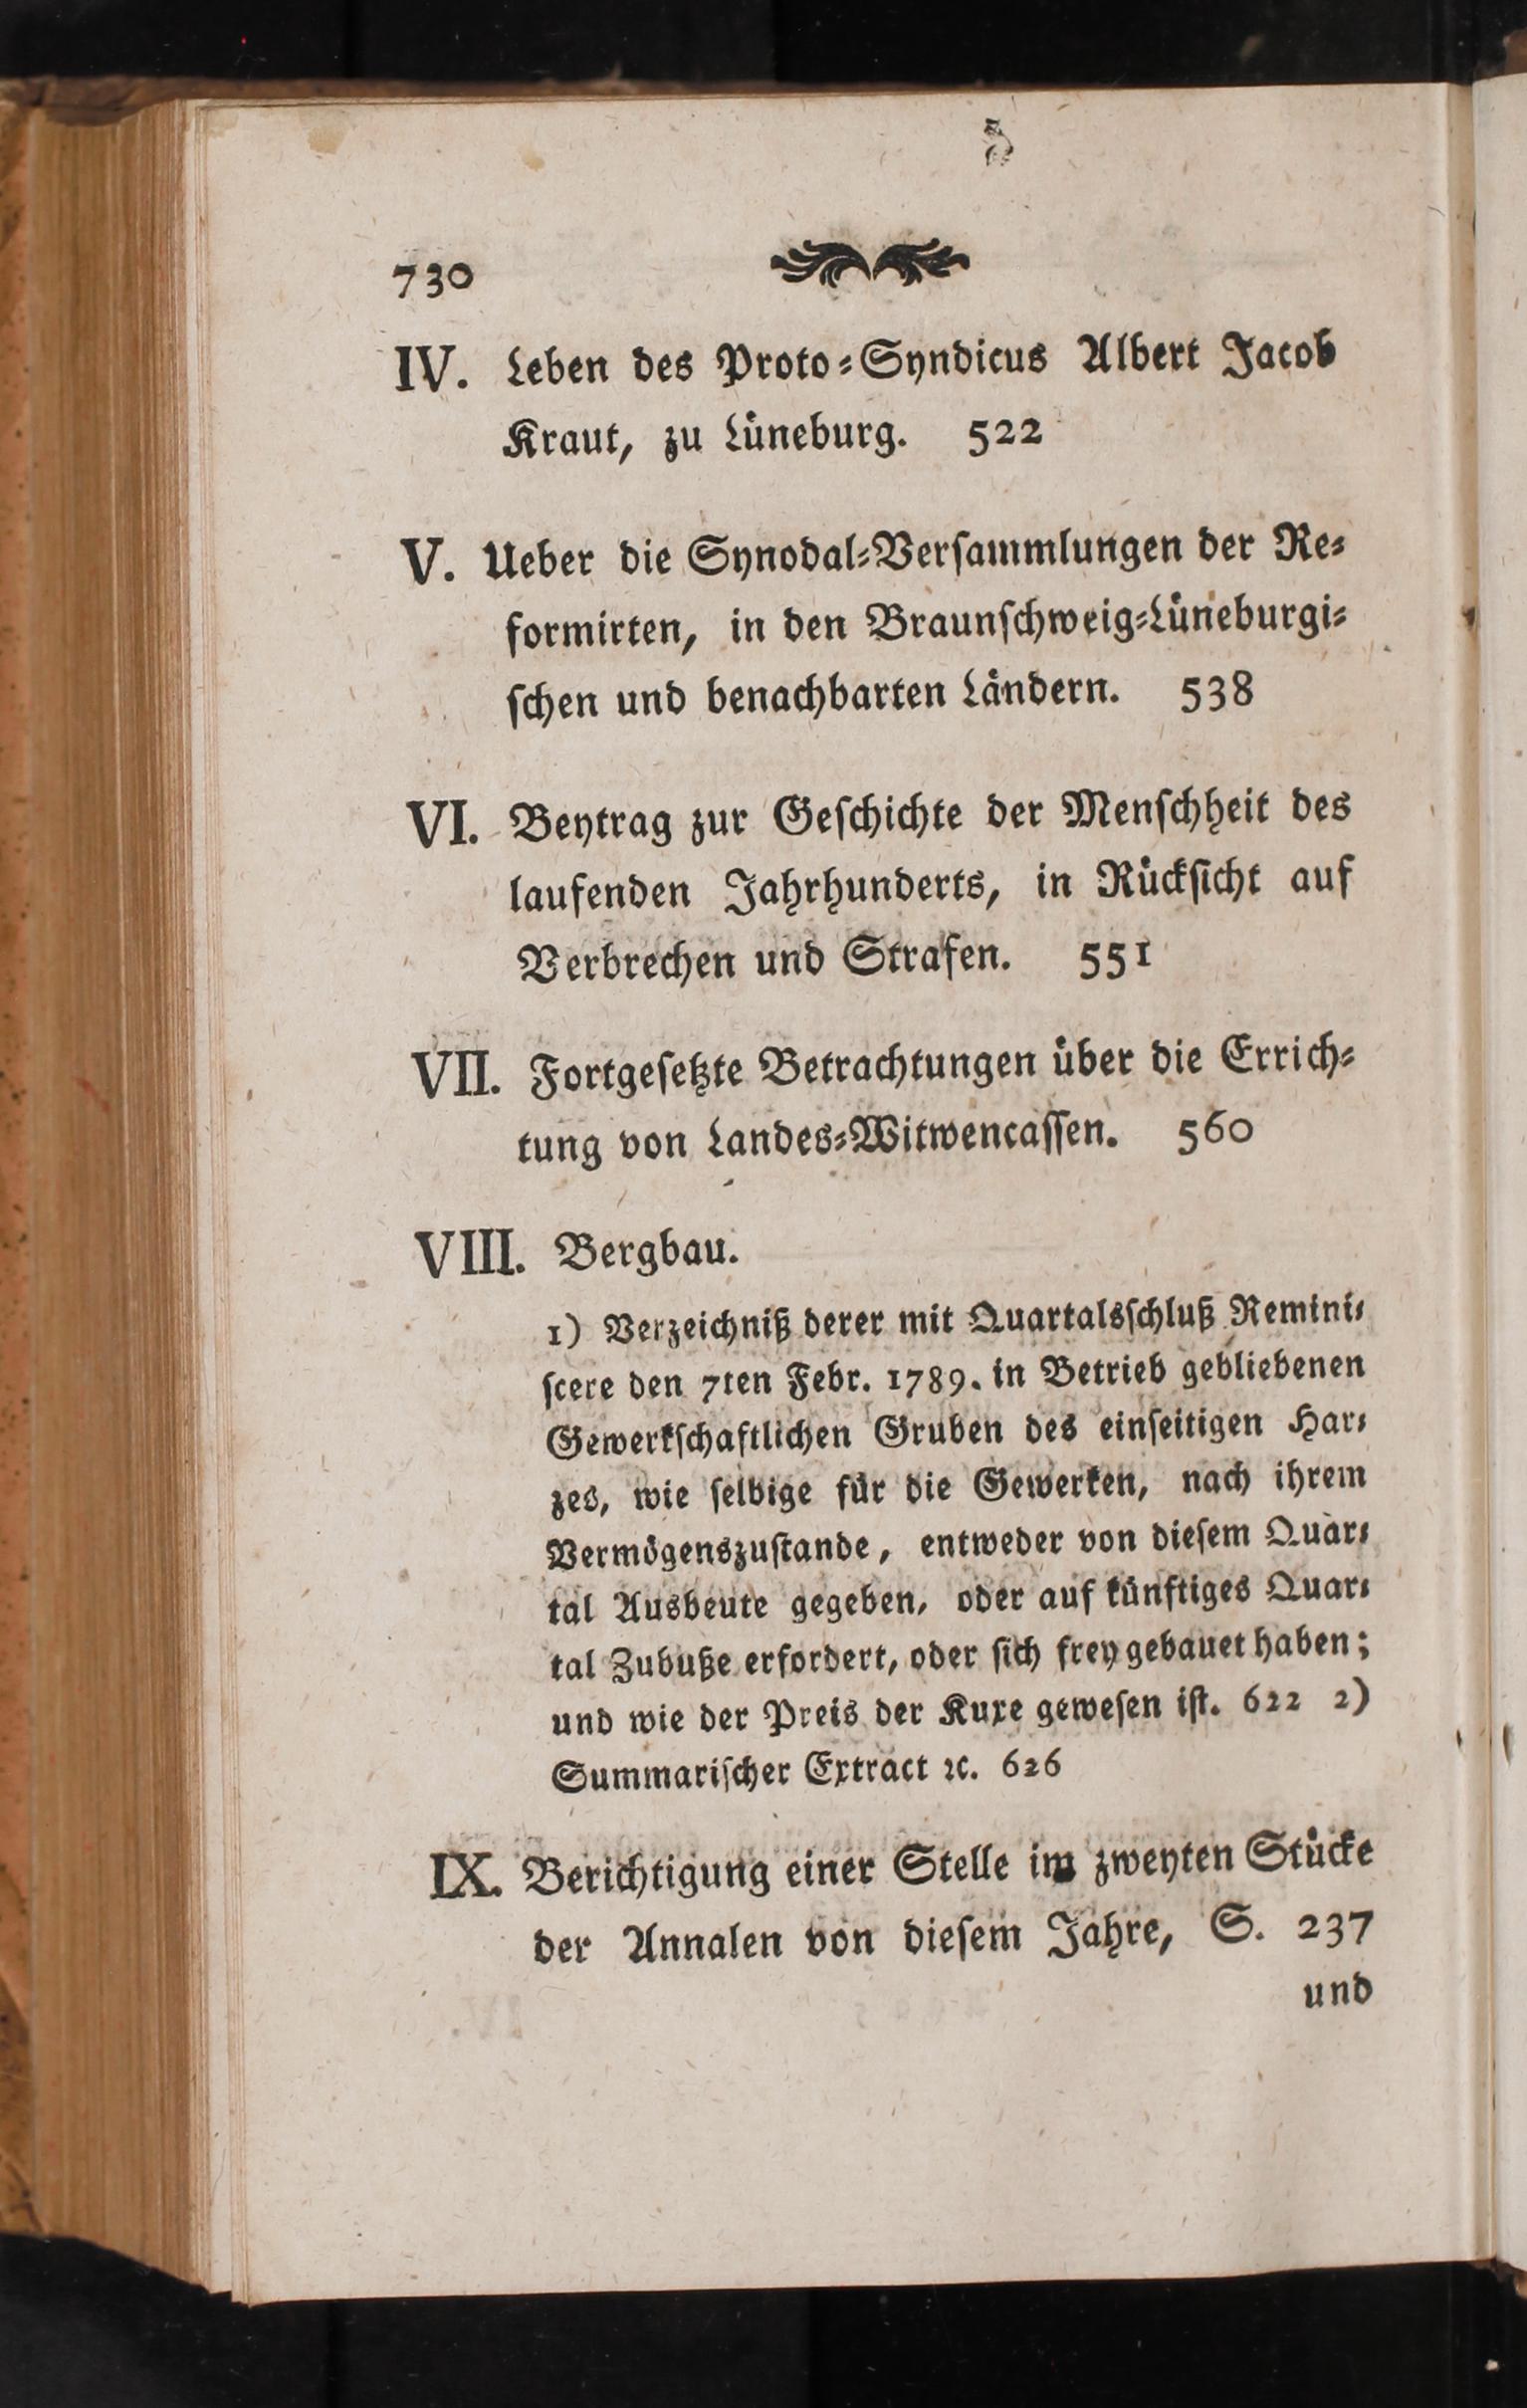 730
IV. Leben des Proto⸗Syndicus Albert Jacob
Kraut, zu Lüneburg. 522
V. Ueber die Synodal⸗Verſammlungen der Re⸗
formirten, in den Braunſchweig⸗Lüneburgi⸗
ſchen und benachbarten Ländern. 538
VI. Beytrag zur Geſchichte der Menſchheit des
laufenden Jahrhunderts, in Rückſicht auf
Verbrechen und Strafen. 551
VII. Fortgeſetzte Betrachtungen über die Errich⸗
tung von Landes⸗Witwencaſſen. 560
VIII. Bergbau.
1) Verzeichniß derer mit Quartalsſchluß Remini⸗
ſcere den 7ten Febr. 1789. in Betrieb gebliebenen
Gewerkſchaftlichen Gruben des einſeitigen Har⸗
zes, wie ſelbige für die Gewerken, nach ihrem
Vermögenszuſtande, entweder von dieſem Quar⸗
tal Ausbeute gegeben, oder auf künftiges Quar⸗
tal Zubuße erfordert, oder ſich frey gebauet haben;
und wie der Preis der Kuxe geweſen iſt. 622 2)
Summariſcher Extract ꝛc. 626
IX. Berichtigung einer Stelle im zweyten Stücke
der Annalen von dieſem Jahre, S. 237
und